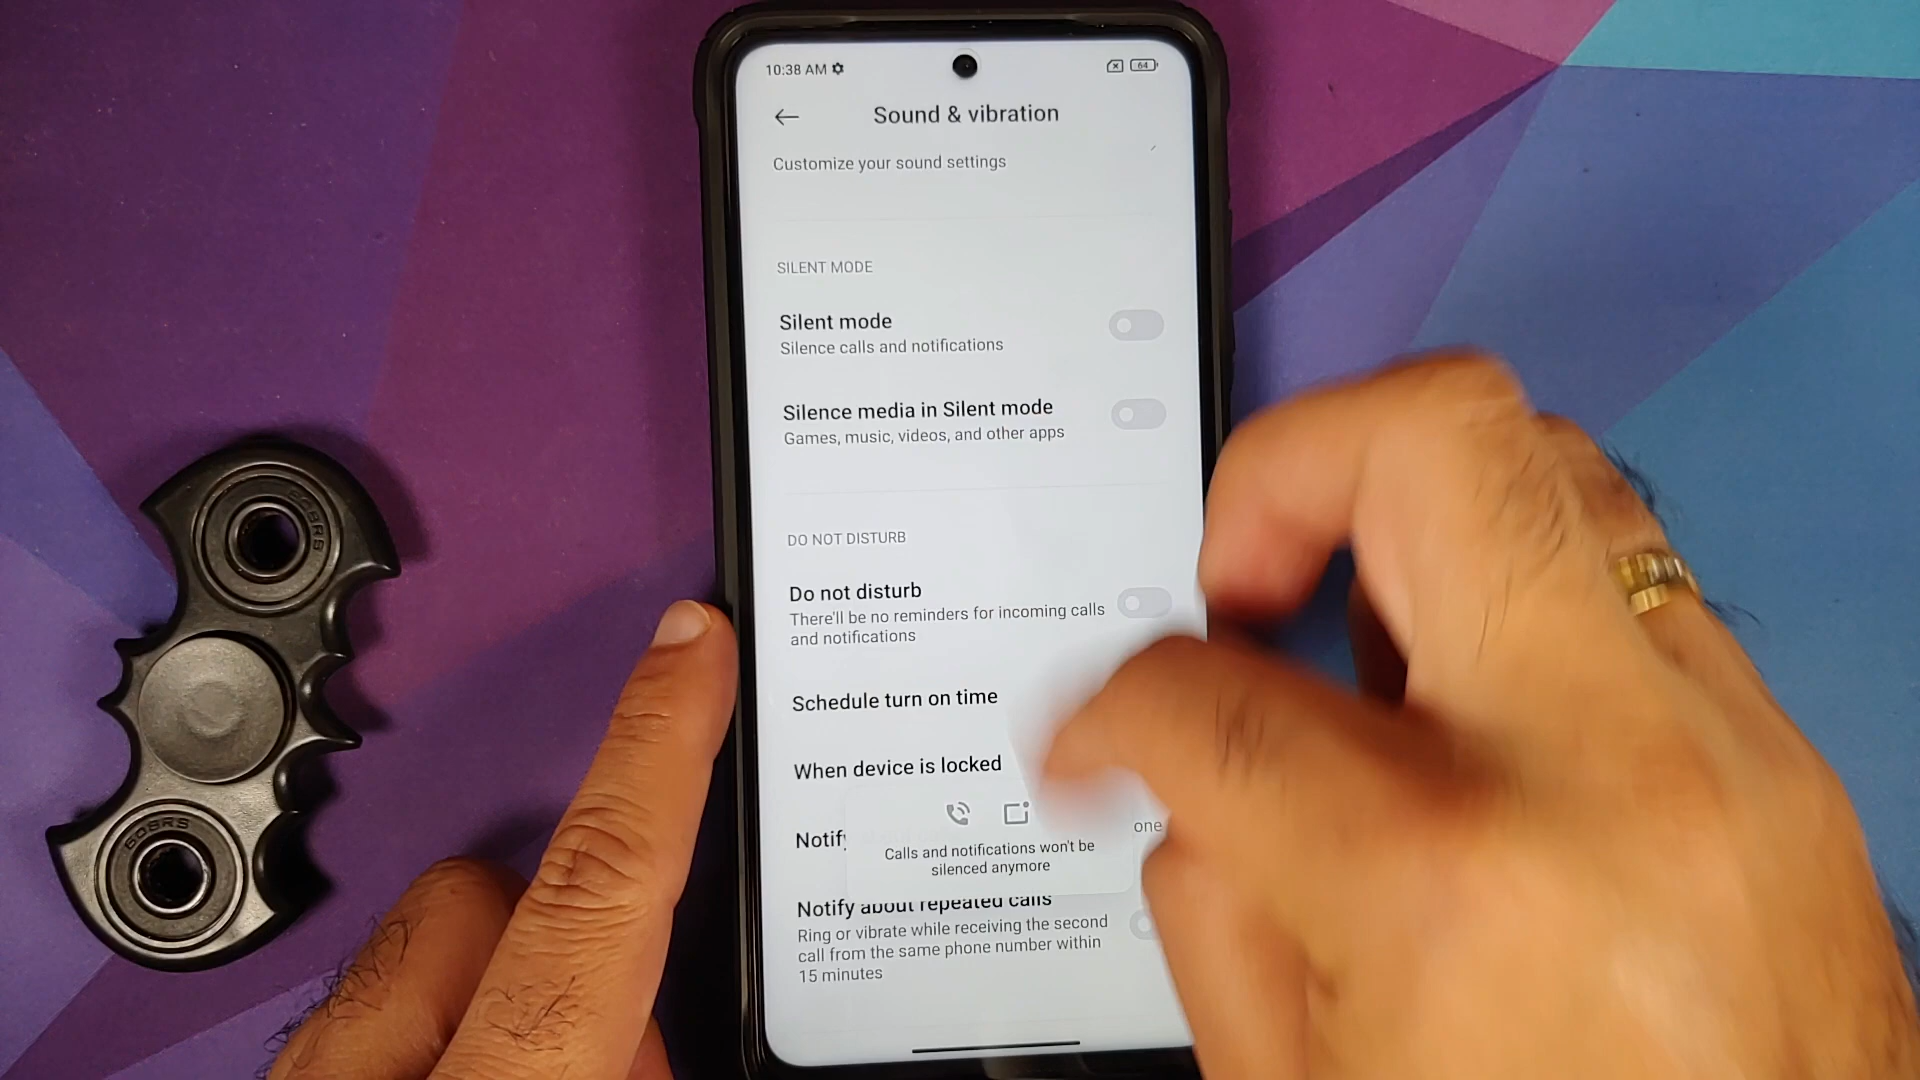 10:38 AM
64
Sound & vibration
Customize your sound settings
SILENT MODE
Silent mode
Silence calls and notifications
Silence media in Silent mode
Games, music, videos, and other apps
DO NOT DISTURB
Do not disturb
There'll be no reminders for incoming calls
and notifications
Schedule turn on time
When device is locked
Notify
one
Calls and notifications won't be
silenced anymore
Notify about repeated calls
Ring or vibrate while receiving the second
call from the same phone number within
15 minutes
608RS
608RS